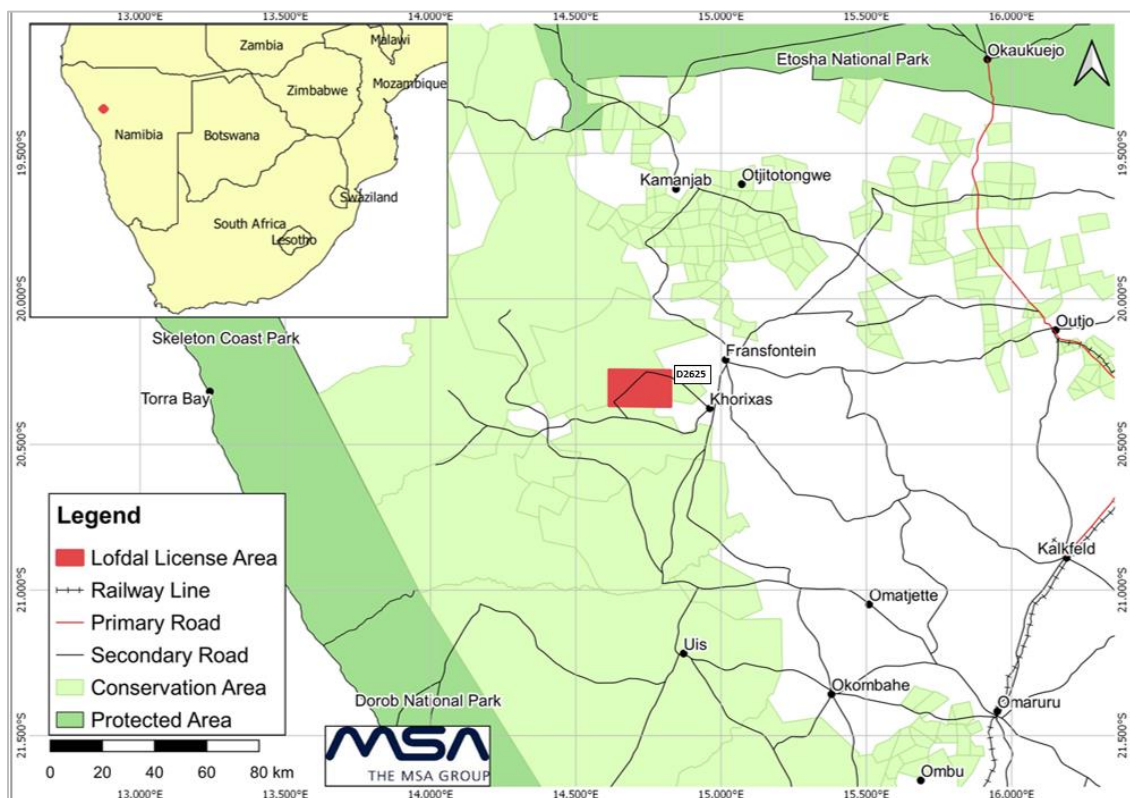 13.000°E
13.500°E
14.000°E
14.500°E
15.000°E
15.500°E
16.000°E
Zambia
Malawi
Mozambique
Zimbabwe
Namibia
Botswana
Swaziland
South Africa
Lesotho
Okaukuejo
Etosha National Park
19.500°S
19.500°S
Kamanjab
Otjitotongwe
20.000°S
20.000°S
Outjo
Skeleton Coast Park
Fransfontein
D2625
Torra Bay
Khorixas
20.500°S
20.500°S
Legend
Lofdal License Area
Railway Line
Primary Road
Secondary Road
Conservation Area
Protected Area
0 20 40 60 80 km
Kalkfeld
21.000°S
21.000°S
Omatjette
Uis
Okombahe
Dorob National Park
Omaruru
21.500°S
21.500°S
MSA
THE MSA GROUP
Ombu
13.000°E
13.500°E
14.000°E
14.500°E
15.000°E
15.500°E
16.000°E